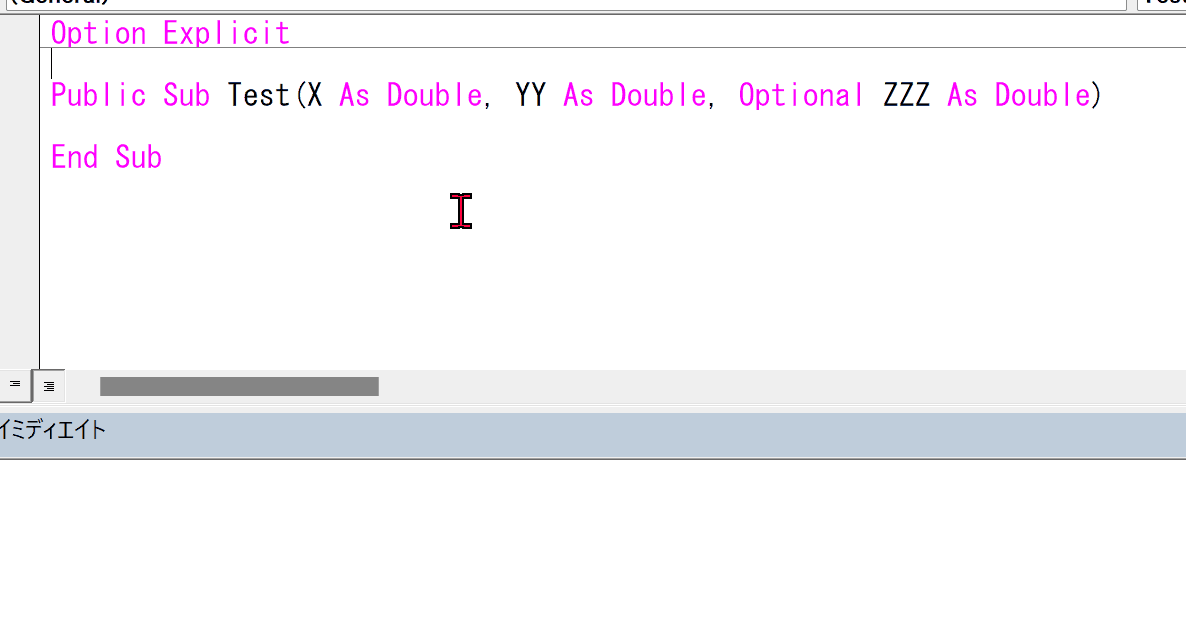 Option Explicit
Public Sub Test(X As Double, YY As Double, Optional ZZZ As Double)
End Sub
イミディエイト